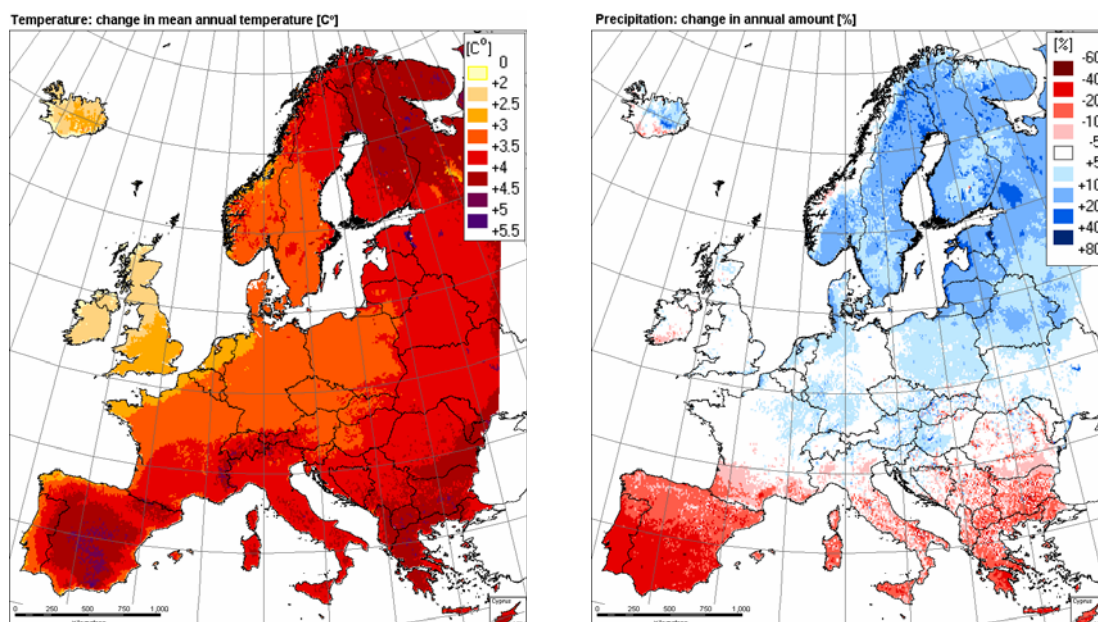 Temperature: change in mean annual temperature [Cº]
[C°]
0
+2
+2.5
+3
+3.5
+4
+4.5
+5
+5.5
Cyprus
0 250 500 750 1,000
Precipitation: change in annual amount [%]
[%]
-60
-40
-20
-10
-5
+5
+10
+20
+40
+80
Cyprus
0 250 500 750 1,000